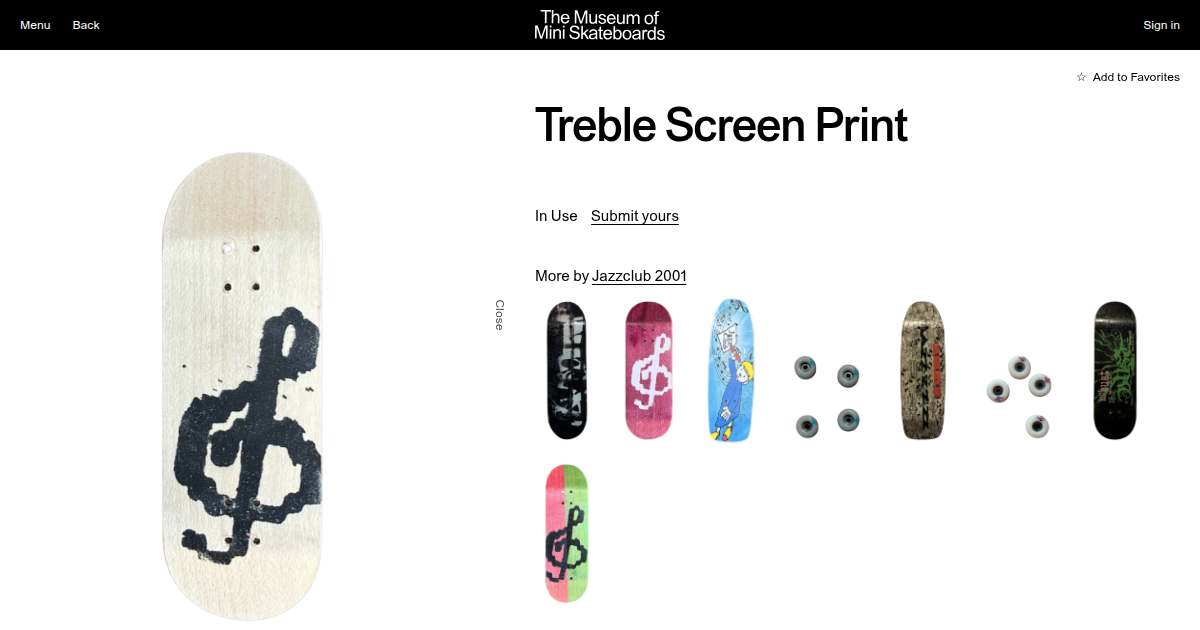 Menu
Back
The Museum of
Mini Skateboards
Sign in
☆ Add to Favorites
Treble Screen Print
In Use
Submit yours
More by Jazzclub 2001
Close